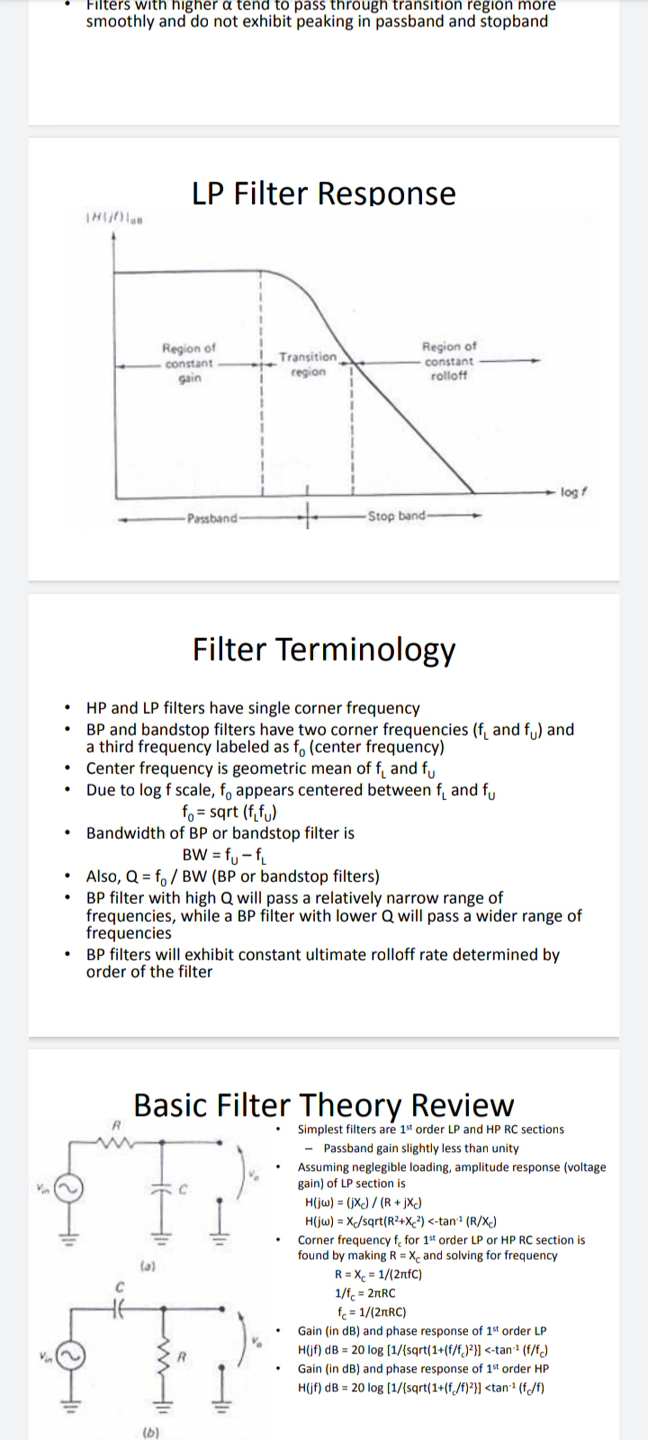 • Filters with higher α tend to pass through transition region more
smoothly and do not exhibit peaking in passband and stopband
LP Filter Response
|H(f)|dB
Region of
constant
gain
Transition
region
Region of
constant
rolloff
log f
Passband
Stop band
Filter Terminology
• HP and LP filters have single corner frequency
• BP and bandstop filters have two corner frequencies (fL and fU) and
a third frequency labeled as f0 (center frequency)
• Center frequency is geometric mean of fL and fU
• Due to log f scale, f0 appears centered between fL and fU
f0 = sqrt (fLfU)
• Bandwidth of BP or bandstop filter is
BW = fU – fL
• Also, Q = f0 / BW (BP or bandstop filters)
• BP filter with high Q will pass a relatively narrow range of
frequencies, while a BP filter with lower Q will pass a wider range of
frequencies
• BP filters will exhibit constant ultimate rolloff rate determined by
order of the filter
Basic Filter Theory Review
R
Vin
C
Vo
(a)
C
Vin
R
Vo
(b)
• Simplest filters are 1st order LP and HP RC sections
– Passband gain slightly less than unity
• Assuming neglegible loading, amplitude response (voltage
gain) of LP section is
H(jω) = (jXC) / (R + jXC)
H(jω) = XC/sqrt(R²+XC²) <-tan-1 (R/XC)
• Corner frequency fc for 1st order LP or HP RC section is
found by making R = XC and solving for frequency
R = XC = 1/(2πfC)
1/fc = 2πRC
fc = 1/(2πRC)
• Gain (in dB) and phase response of 1st order LP
H(jf) dB = 20 log [1/{sqrt(1+(f/fc)²}] <-tan-1 (f/fc)
• Gain (in dB) and phase response of 1st order HP
H(jf) dB = 20 log [1/{sqrt(1+(fc/f)²}] <tan-1 (fc/f)